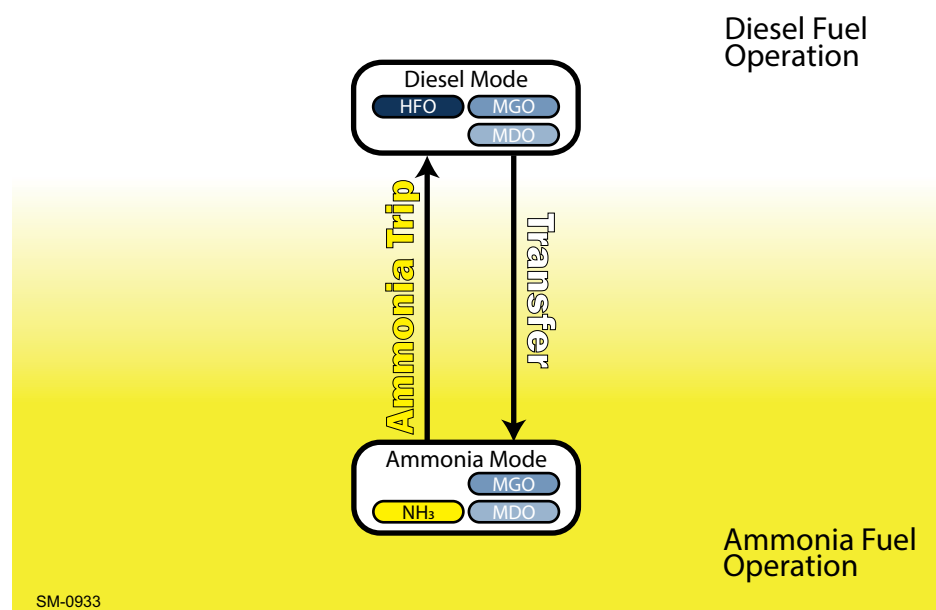 Diesel Fuel
Operation
Diesel Mode
HFO
MGO
MDO
Ammonia Trip
Transfer
Ammonia Mode
MGO
NH₃
MDO
Ammonia Fuel
Operation
SM-0933